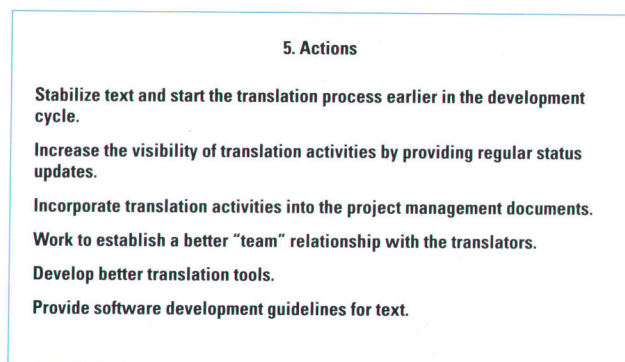 5. Actions
Stabilize text and start the translation process earlier in the development
cycle.
Increase the visibility of translation activities by providing regular status
updates.
Incorporate translation activities into the project management documents.
Work to establish a better “team” relationship with the translators.
Develop better translation tools.
Provide software development guidelines for text.